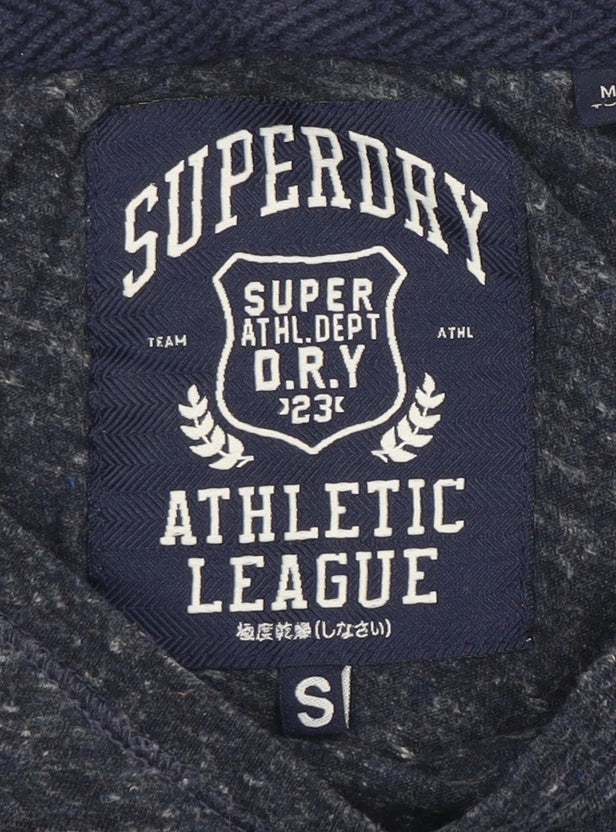 SUPERDRY
SUPER
ATHL.DEPT
D.R.Y
23
TEAM
ATHL
ATHLETIC
LEAGUE
極度乾燥(しなさい)
S
M